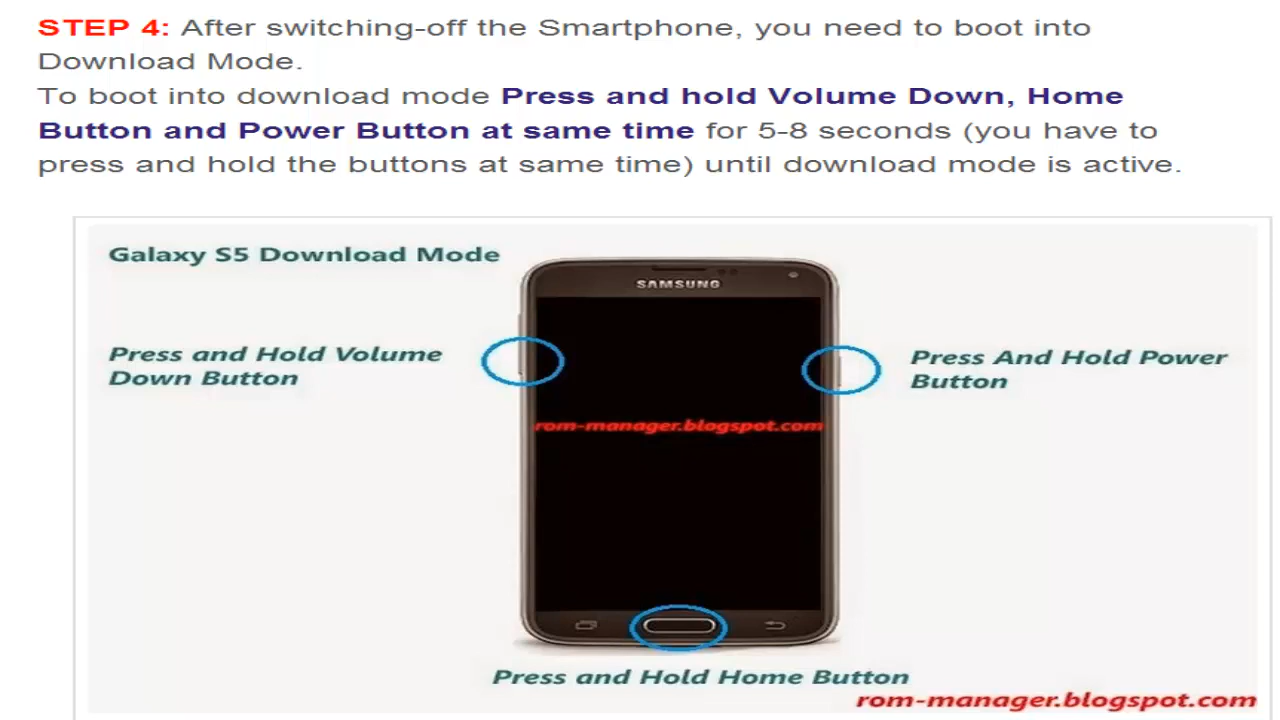 STEP 4: After switching-off the Smartphone, you need to boot into
Download Mode.
To boot into download mode Press and hold Volume Down, Home
Button and Power Button at same time for 5-8 seconds (you have to
press and hold the buttons at same time) until download mode is active.
Galaxy S5 Download Mode
SAMSUNG
Press and Hold Volume
Down Button
Press And Hold Power
Button
rom-manager.blogspot.com
Press and Hold Home Button
rom-manager.blogspot.com